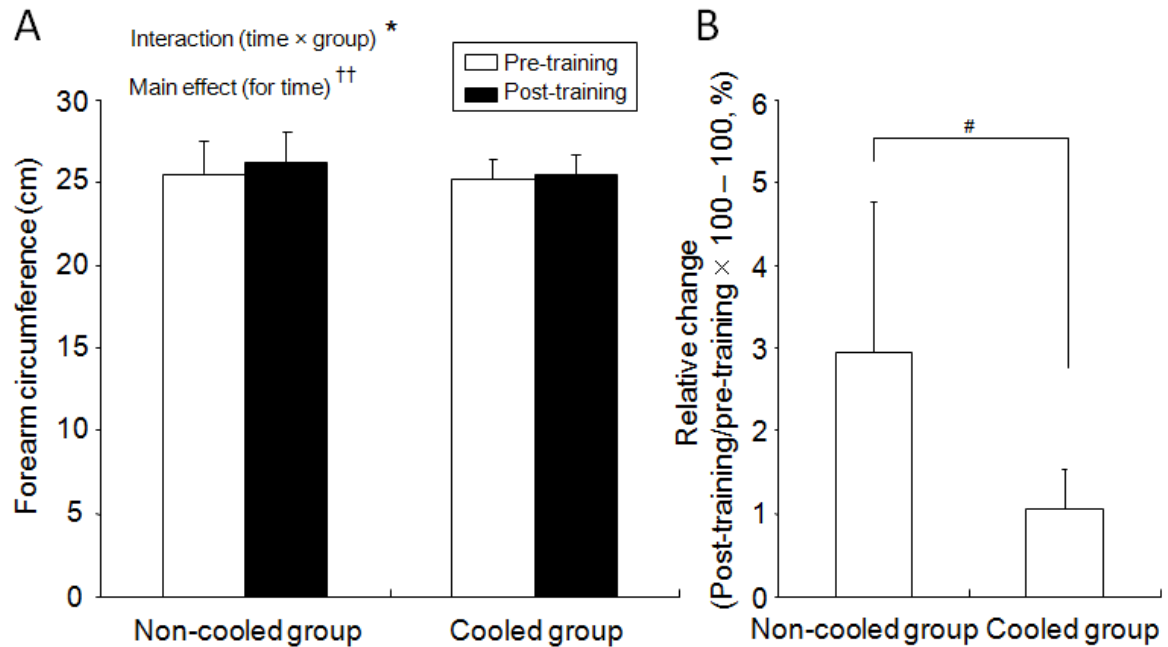 A
Interaction (time × group) *
Main effect (for time) ††
Pre-training
Post-training
Forearm circumference (cm)
30
25
20
15
10
5
0
Non-cooled group
Cooled group
B
Relative change
(Post-training/pre-training × 100 – 100, %)
6
5
4
3
2
1
0
#
Non-cooled group
Cooled group